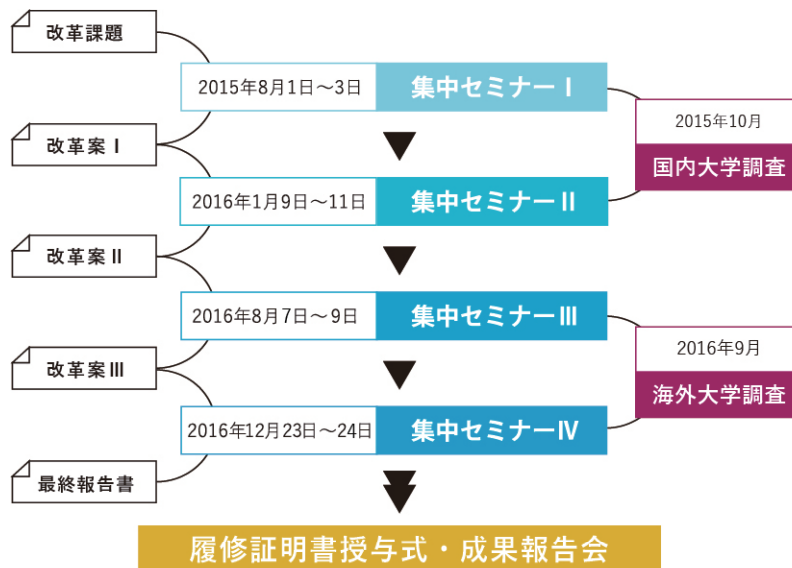 改革課題
2015年8月1日～3日
集中セミナーⅠ
2015年10月
国内大学調査
改革案Ⅰ
2016年1月9日～11日
集中セミナーⅡ
改革案Ⅱ
2016年8月7日～9日
集中セミナーⅢ
2016年9月
海外大学調査
改革案Ⅲ
2016年12月23日～24日
集中セミナーⅣ
最終報告書
履修証明書授与式・成果報告会